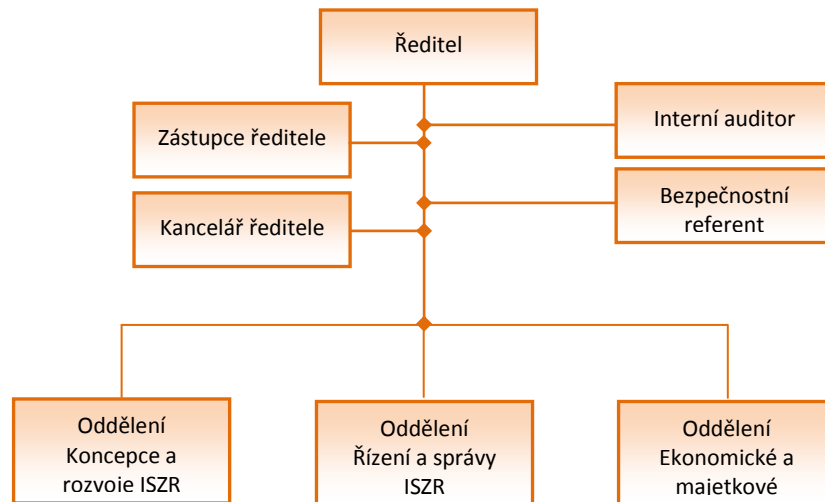 Ředitel
Interní auditor
Zástupce ředitele
Bezpečnostní
referent
Kancelář ředitele
Oddělení
Koncepce a
rozvoie ISZR
Oddělení
Řízení a správy
ISZR
Oddělení
Ekonomické a
majetkové